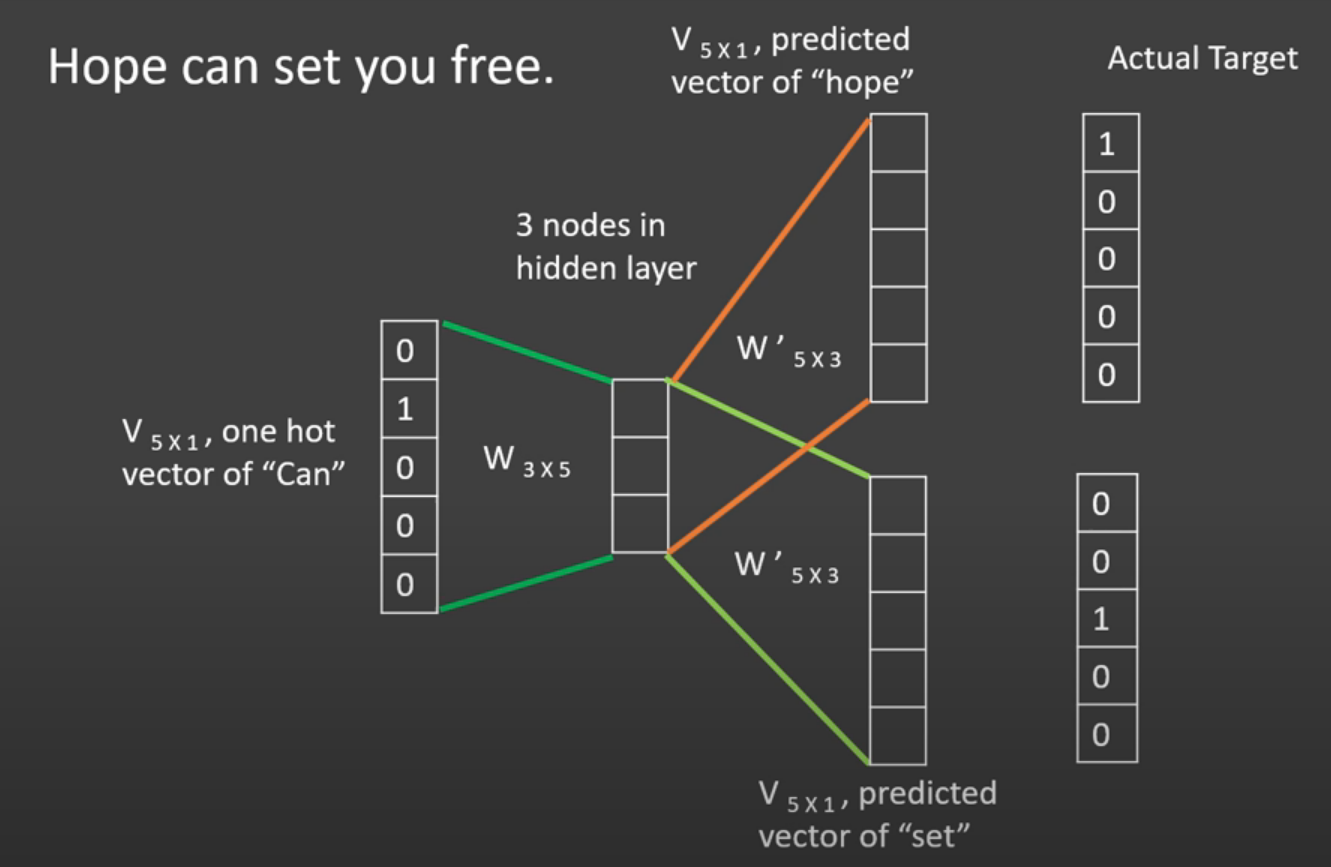 Hope can set you free.
V 5 X 1, predicted
vector of "hope"
Actual Target
3 nodes in
hidden layer
1
0
0
0
0
W' 5 X 3
0
1
0
0
0
V 5 X 1, one hot
vector of "Can"
W 3 X 5
W' 5 X 3
0
0
1
0
0
V 5 X 1, predicted
vector of "set"